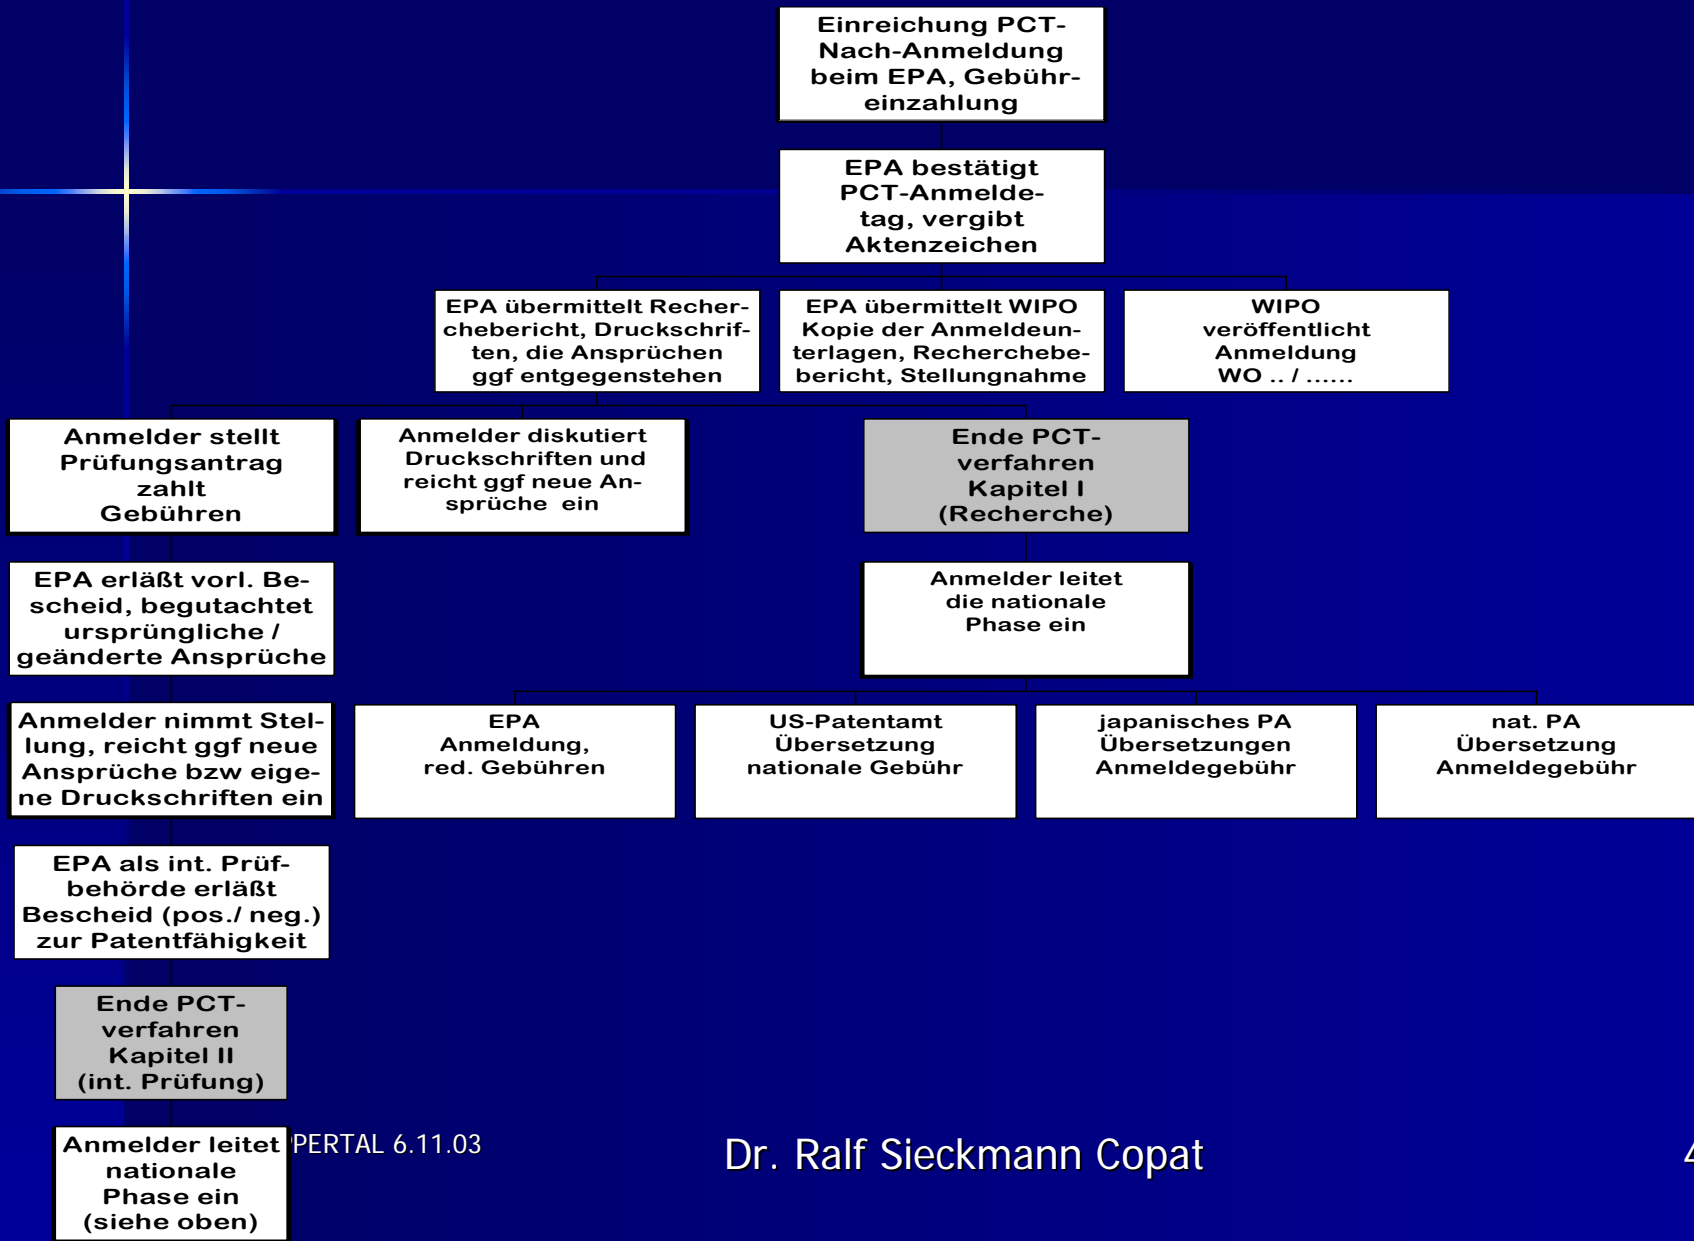 Einreichung PCT-
Nach-Anmeldung
beim EPA, Gebühr-
einzahlung
EPA bestätigt
PCT-Anmelde-
tag, vergibt
Aktenzeichen
EPA übermittelt Recher-
chebericht, Druckschrif-
ten, die Ansprüchen
ggf entgegenstehen
EPA übermittelt WIPO
Kopie der Anmeldeun-
terlagen, Recherchebe-
bericht, Stellungnahme
WIPO
veröffentlicht
Anmeldung
WO .. / ......
Anmelder stellt
Prüfungsantrag
zahlt
Gebühren
Anmelder diskutiert
Druckschriften und
reicht ggf neue An-
sprüche ein
Ende PCT-
verfahren
Kapitel I
(Recherche)
EPA erläßt vorl. Be-
scheid, begutachtet
ursprüngliche /
geänderte Ansprüche
Anmelder leitet
die nationale
Phase ein
Anmelder nimmt Stel-
lung, reicht ggf neue
Ansprüche bzw eige-
ne Druckschriften ein
EPA
Anmeldung,
red. Gebühren
US-Patentamt
Übersetzung
nationale Gebühr
japanisches PA
Übersetzungen
Anmeldegebühr
nat. PA
Übersetzung
Anmeldegebühr
EPA als int. Prüf-
behörde erläßt
Bescheid (pos./ neg.)
zur Patentfähigkeit
Ende PCT-
verfahren
Kapitel II
(int. Prüfung)
Anmelder leitet
nationale
Phase ein
(siehe oben)
PERTAL 6.11.03
Dr. Ralf Sieckmann Copat